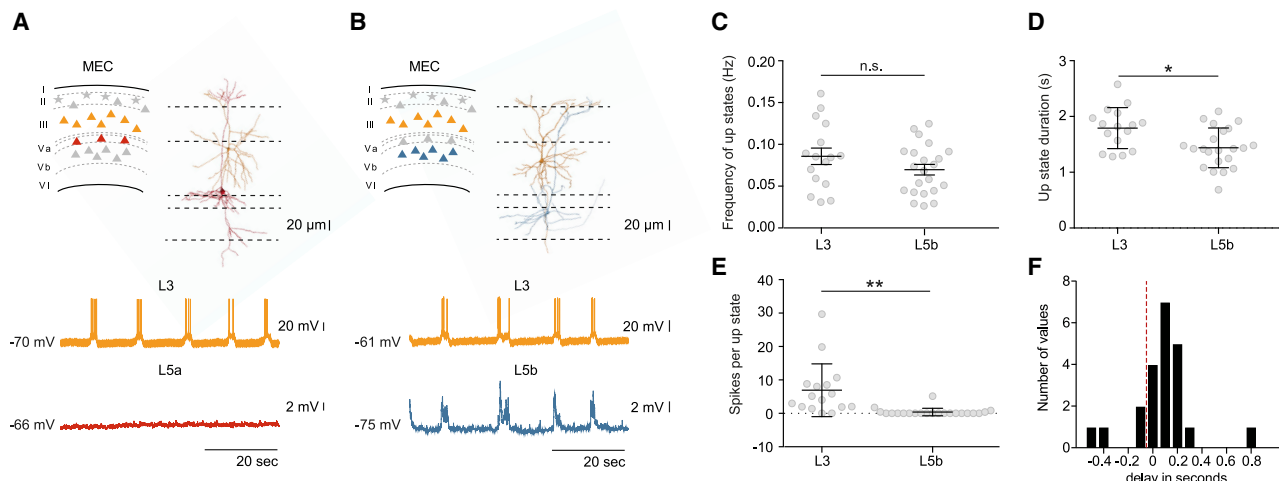 A
MEC
I
II
III
Va
Vb
VI
20 µm
L3
20 mV
-70 mV
L5a
2 mV
-66 mV
20 sec
B
MEC
I
II
III
Va
Vb
VI
20 µm
L3
20 mV
-61 mV
L5b
2 mV
-75 mV
20 sec
C
n.s.
Frequency of up states (Hz)
0.20
0.15
0.10
0.05
0.00
L3
L5b
D
*
Up state duration (s)
3
2
1
0
L3
L5b
E
**
Spikes per up state
40
30
20
10
0
-10
L3
L5b
F
Number of values
8
6
4
2
0
-0.4 -0.2 0 0.2 0.4 0.6 0.8
delay in seconds